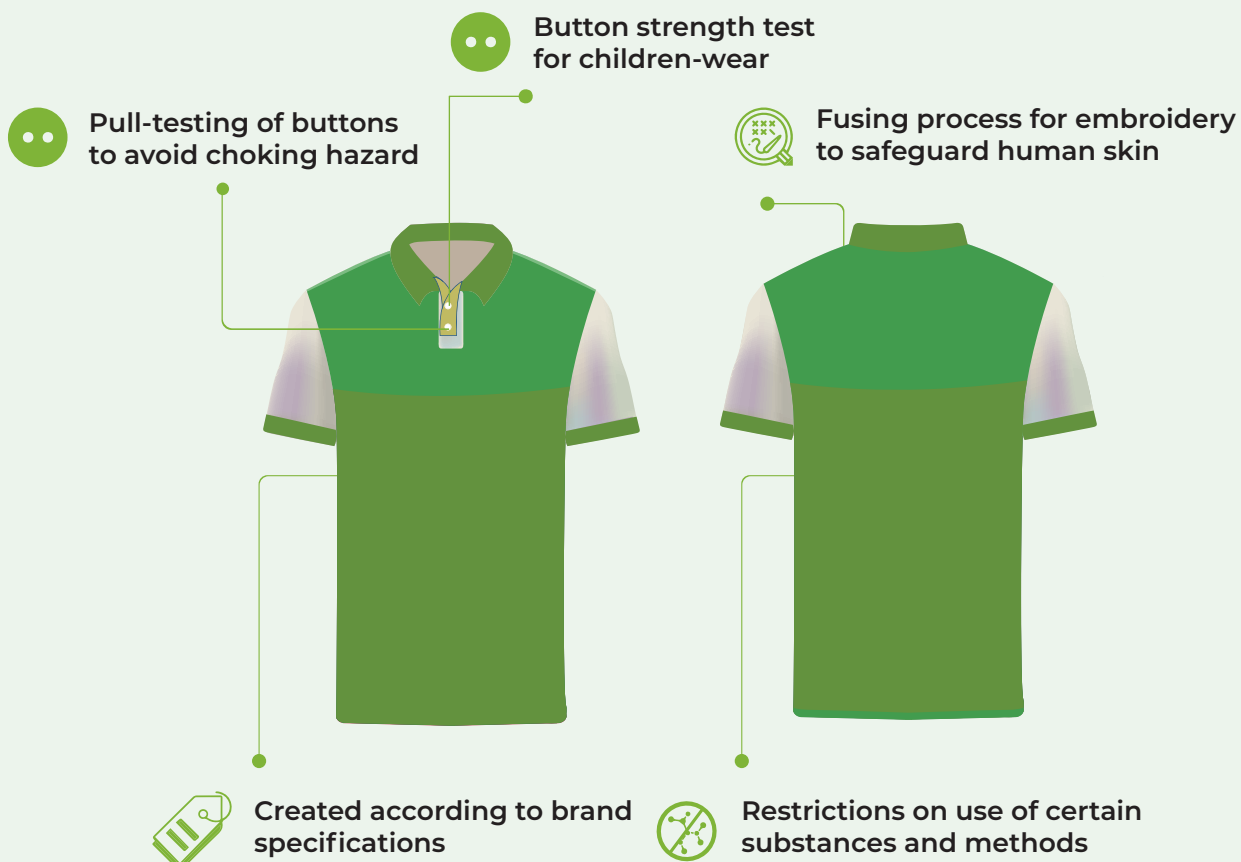 Button strength test
for children-wear
Pull-testing of buttons
to avoid choking hazard
Fusing process for embroidery
to safeguard human skin
Created according to brand
specifications
Restrictions on use of certain
substances and methods